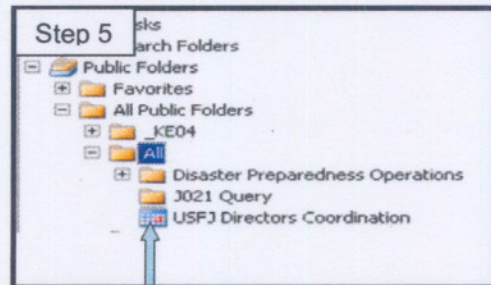 Step 5
sks
arch Folders
Public Folders
Favorites
All Public Folders
_KE04
All
Disaster Preparedness Operations
J021 Query
USFJ Directors Coordination